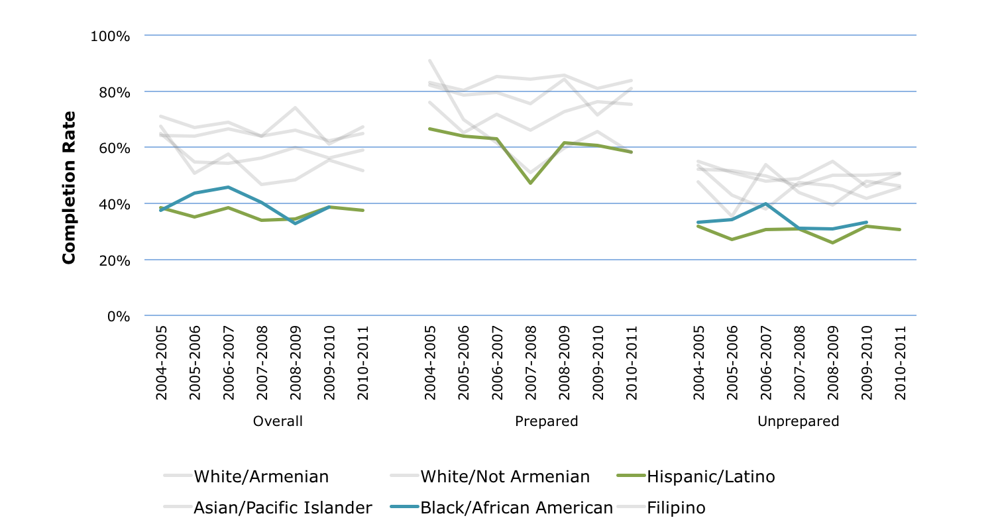 100%
80%
60%
40%
20%
0%
Completion Rate
2004-2005
2005-2006
2006-2007
2007-2008
2008-2009
2009-2010
2010-2011
2004-2005
2005-2006
2006-2007
2007-2008
2008-2009
2009-2010
2010-2011
2004-2005
2005-2006
2006-2007
2007-2008
2008-2009
2009-2010
2010-2011
Overall
Prepared
Unprepared
White/Armenian
White/Not Armenian
Hispanic/Latino
Asian/Pacific Islander
Black/African American
Filipino